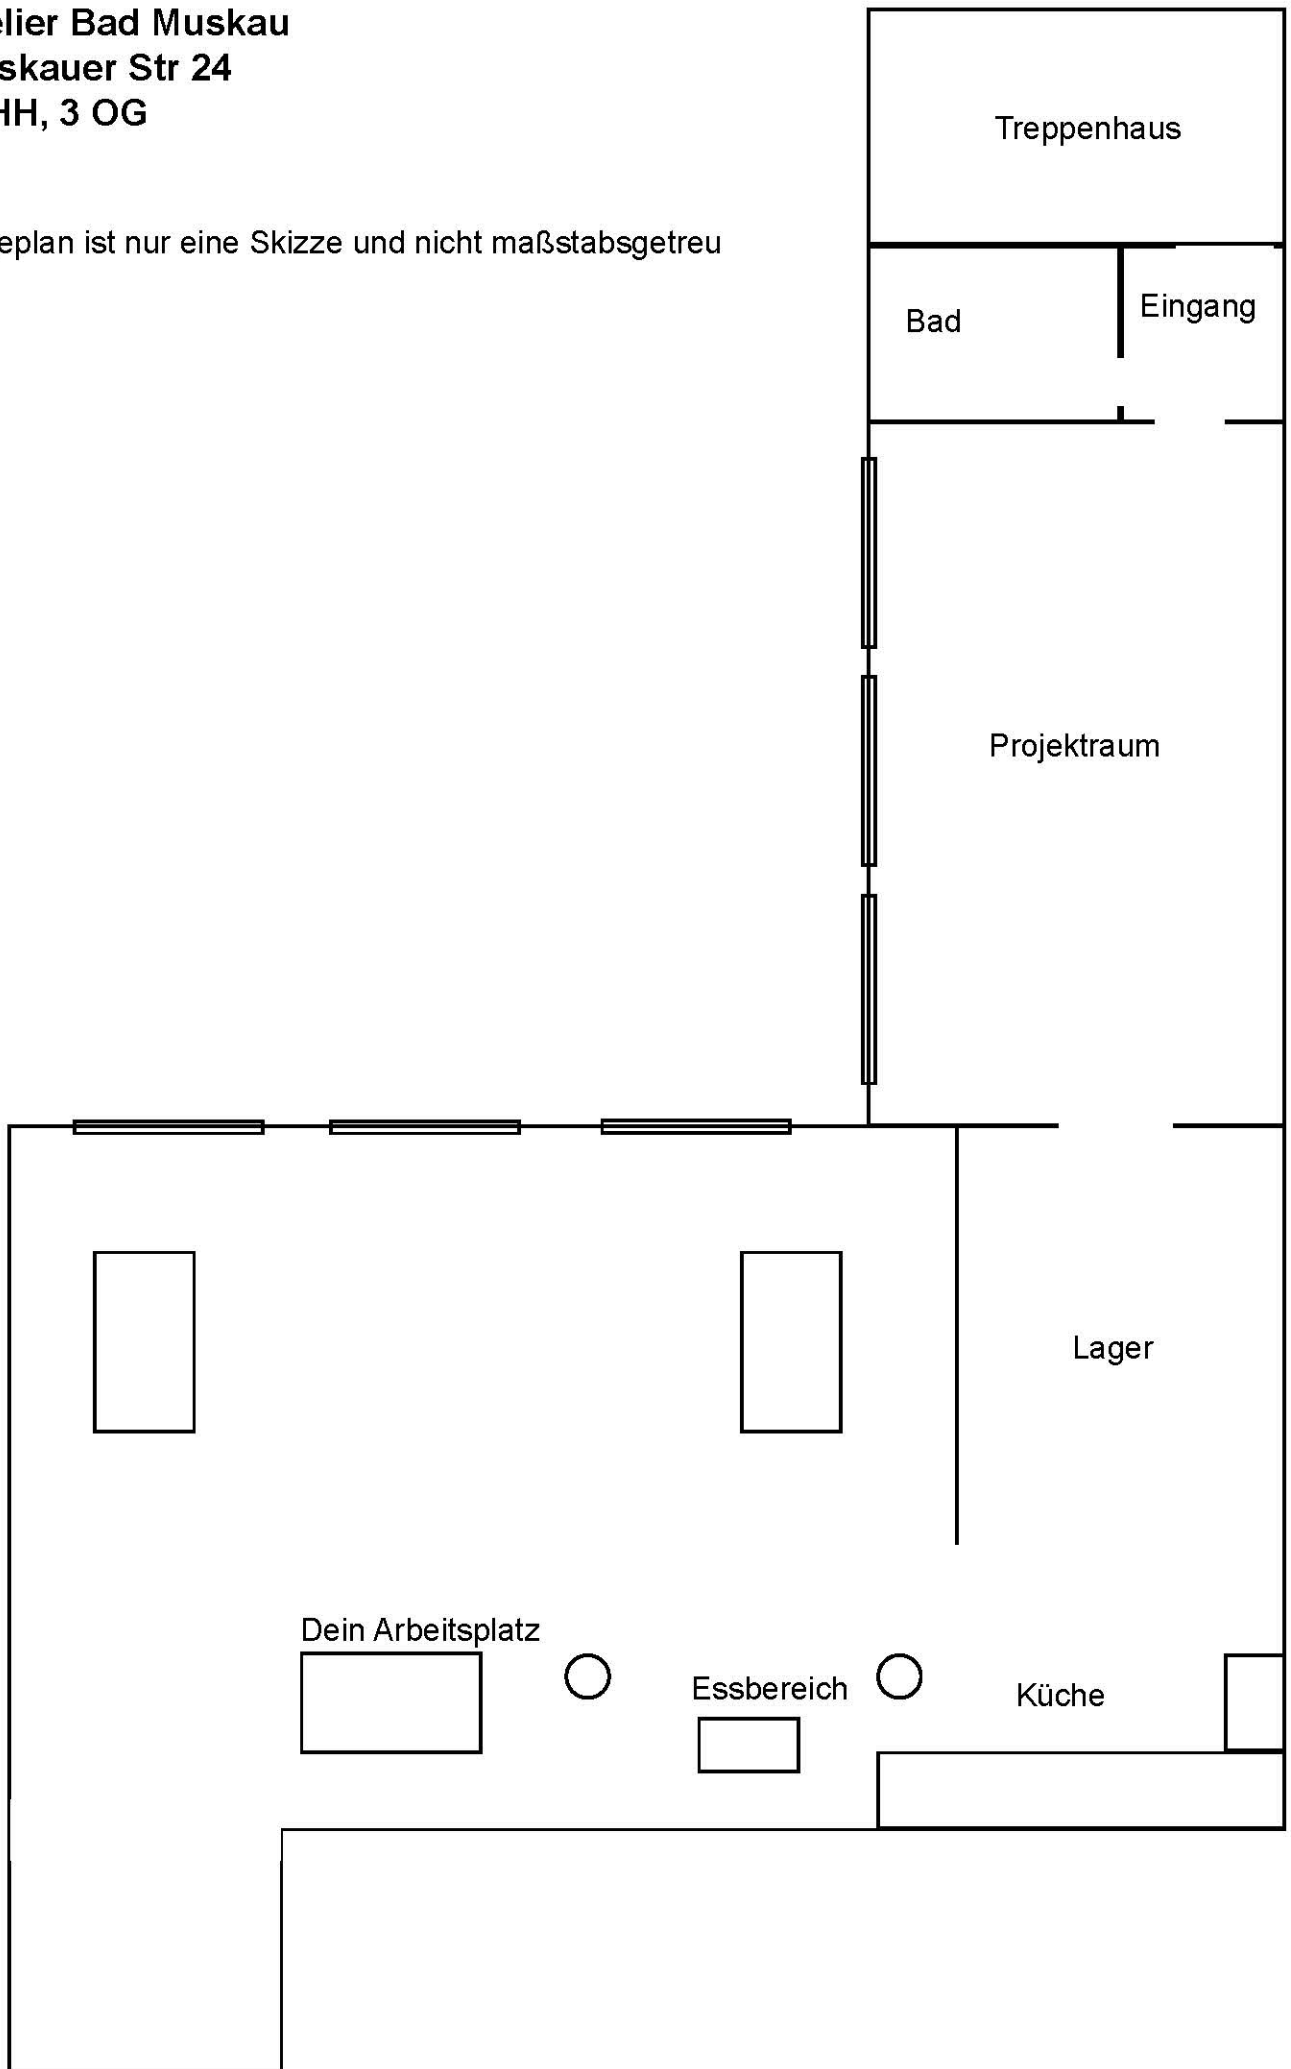 elier Bad Muskau
skauer Str 24
HH, 3 OG
Treppenhaus
eplan ist nur eine Skizze und nicht maßstabsgetreu
Bad
Eingang
Projektraum
Lager
Dein Arbeitsplatz
Essbereich
Küche